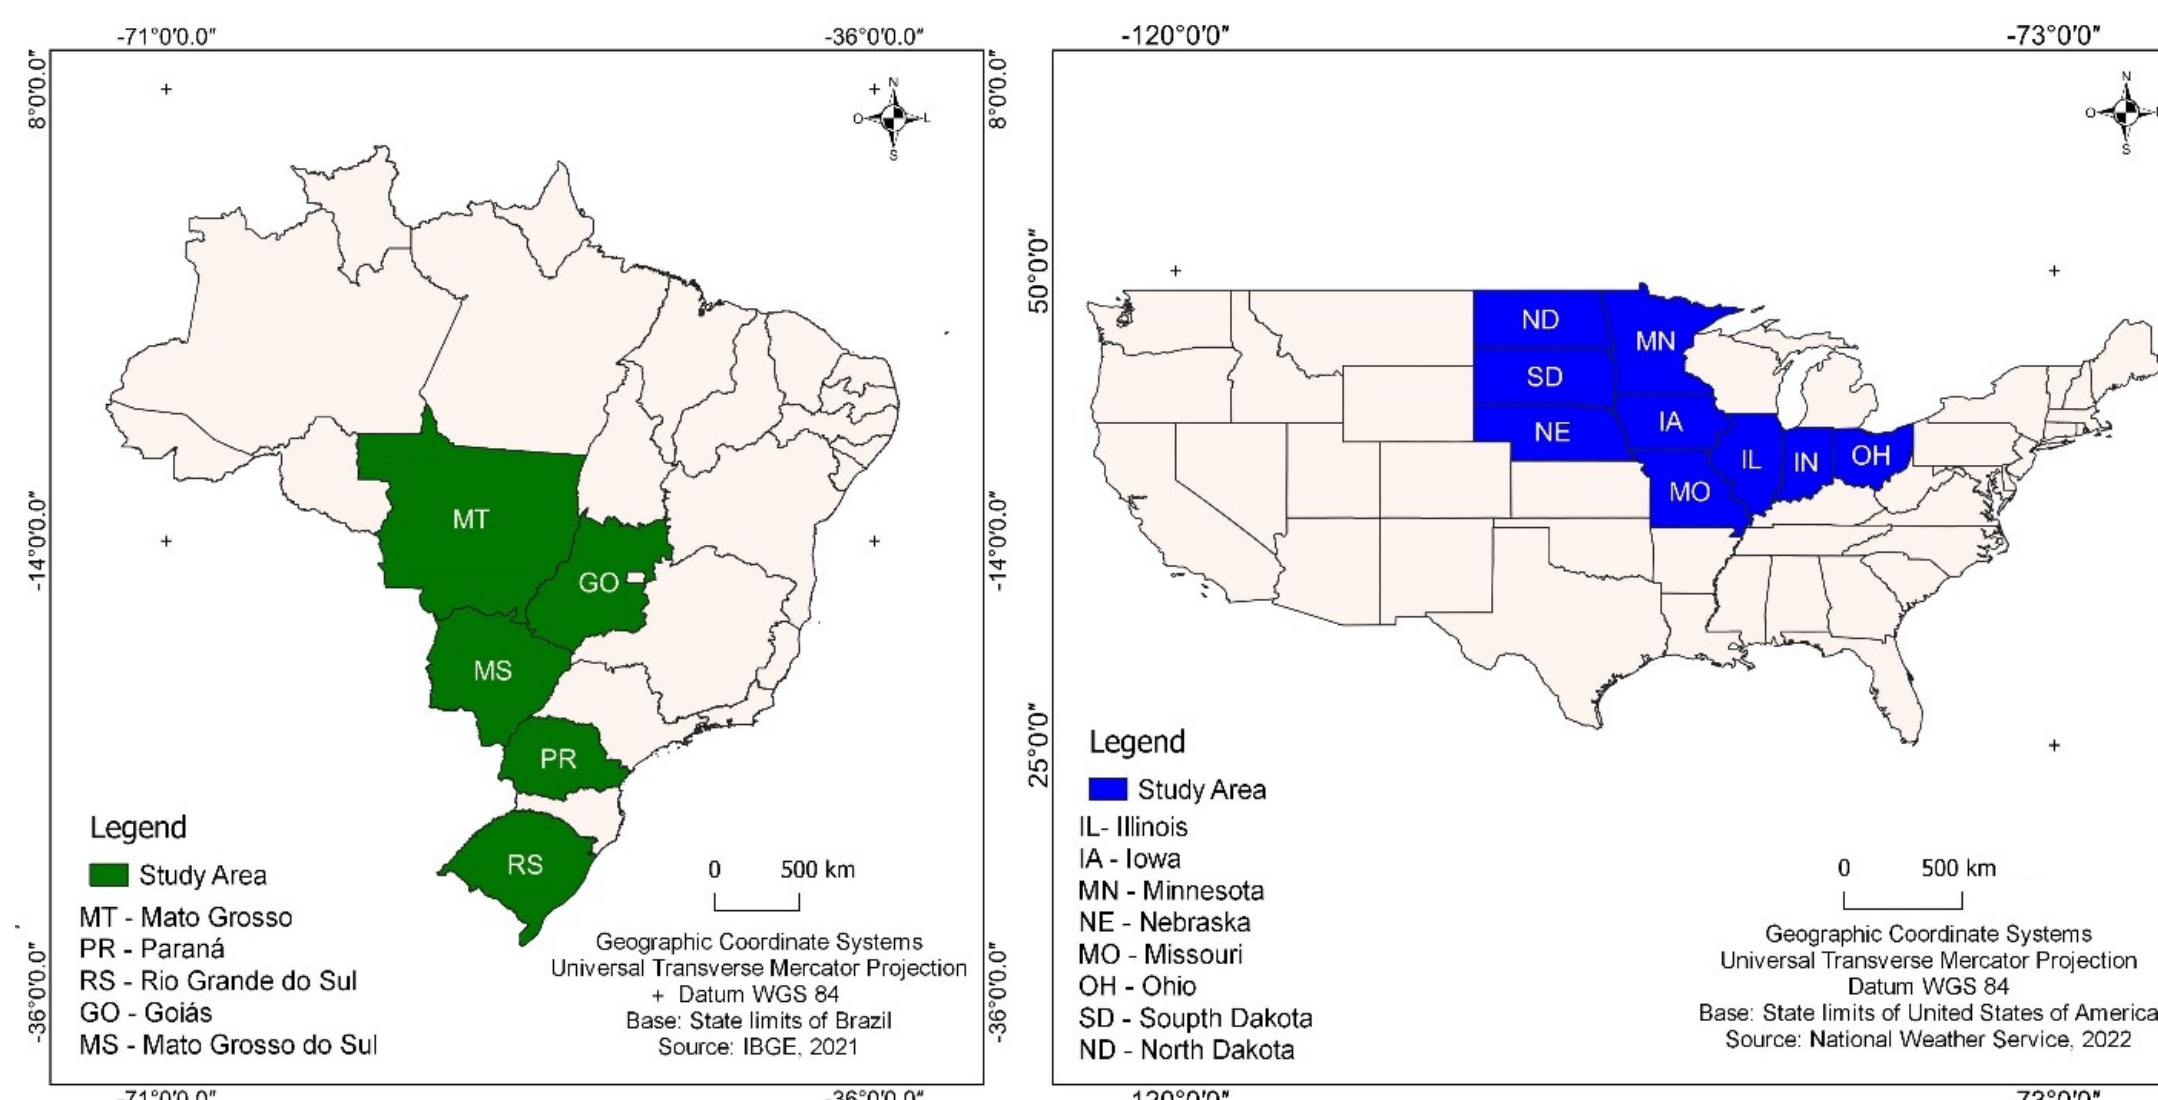 -71°0'0.0"
-36°0'0.0"
8°0'0.0"
8°0'0.0"
N
O
L
S
-14°0'0.0"
-14°0'0.0"
MT
GO
MS
PR
RS
Legend
Study Area
MT - Mato Grosso
PR - Paraná
RS - Rio Grande do Sul
GO - Goiás
MS - Mato Grosso do Sul
0 500 km
Geographic Coordinate Systems
Universal Transverse Mercator Projection
+ Datum WGS 84
Base: State limits of Brazil
Source: IBGE, 2021
-36°0'0.0"
-36°0'0.0"
-71°0'0.0"
-36°0'0.0"
-120°0'0"
-73°0'0"
N
O
S
50°0'0"
25°0'0"
ND
MN
SD
IA
NE
IL
IN
OH
MO
Legend
Study Area
IL- Illinois
IA - Iowa
MN - Minnesota
NE - Nebraska
MO - Missouri
OH - Ohio
SD - Soupth Dakota
ND - North Dakota
0 500 km
Geographic Coordinate Systems
Universal Transverse Mercator Projection
Datum WGS 84
Base: State limits of United States of America
Source: National Weather Service, 2022
-120°0'0"
-73°0'0"